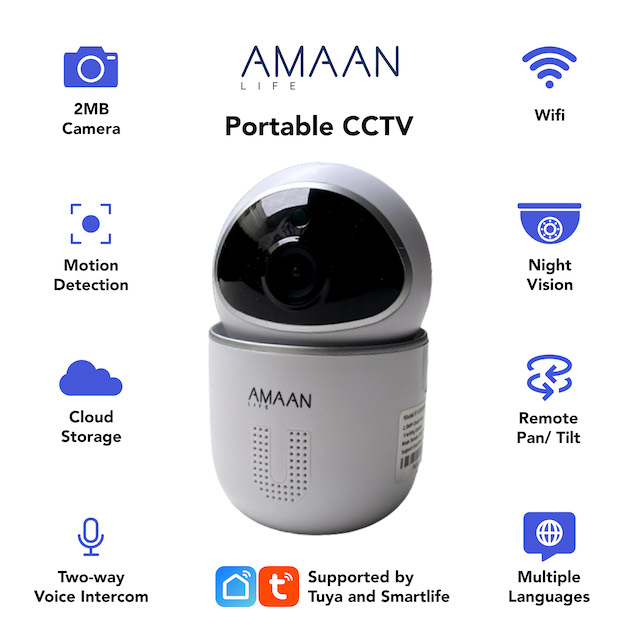 AMAAN
LIFE
Portable CCTV
2MB
Camera
Wifi
Motion
Detection
Night
Vision
Cloud
Storage
Remote
Pan/ Tilt
Two-way
Voice Intercom
Multiple
Languages
AMAAN
LIFE
U
Supported by
Tuya and Smartlife